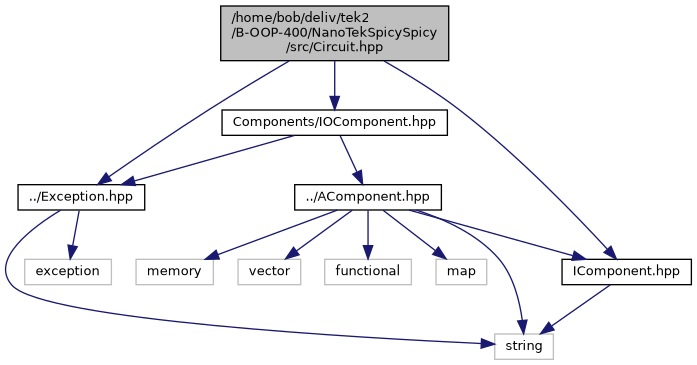 /home/bob/deliv/tek2
/B-OOP-400/NanoTekSpicySpicy
/src/Circuit.hpp
Components/IOComponent.hpp
../Exception.hpp
../AComponent.hpp
exception
memory
vector
functional
map
IComponent.hpp
string